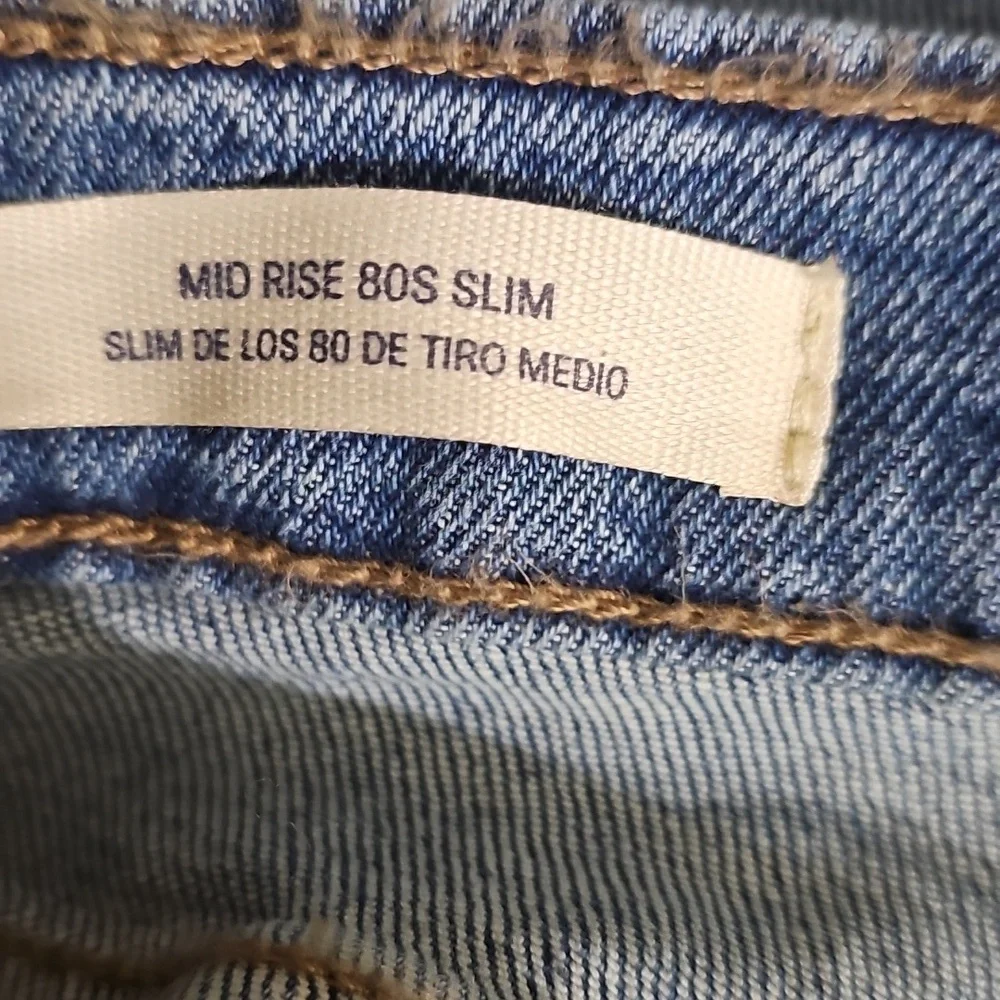 MID RISE 80S SLIM
SLIM DE LOS 80 DE TIRO MEDIO